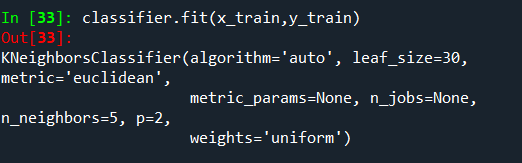 In [33]: classifier.fit(x_train,y_train)
Out[33]:
KNeighborsClassifier(algorithm='auto', leaf_size=30,
metric='euclidean',
                     metric_params=None, n_jobs=None,
n_neighbors=5, p=2,
                     weights='uniform')